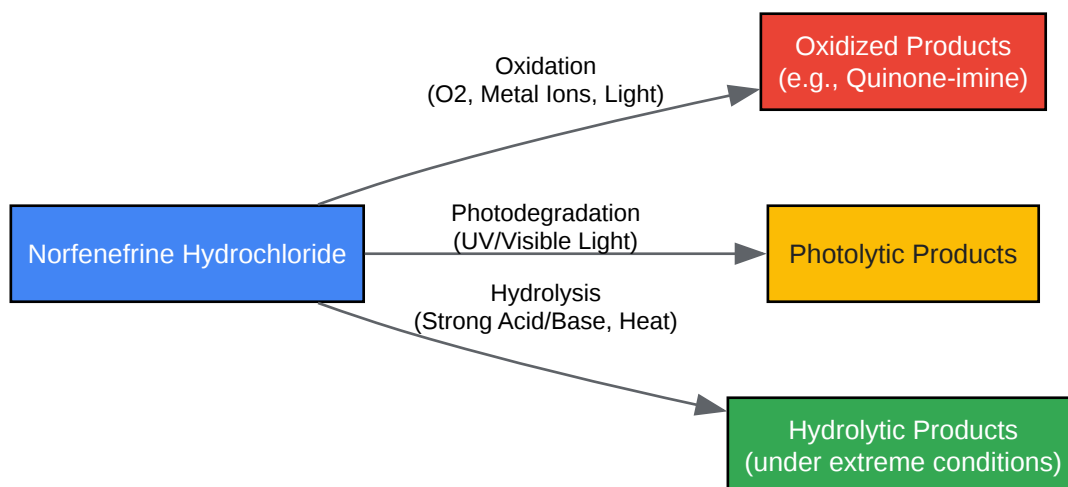 Oxidized Products
(e.g., Quinone-imine)
Oxidation
(O2, Metal Ions, Light)
Norfenefrine Hydrochloride
Photodegradation
(UV/Visible Light)
Photolytic Products
Hydrolysis
(Strong Acid/Base, Heat)
Hydrolytic Products
(under extreme conditions)